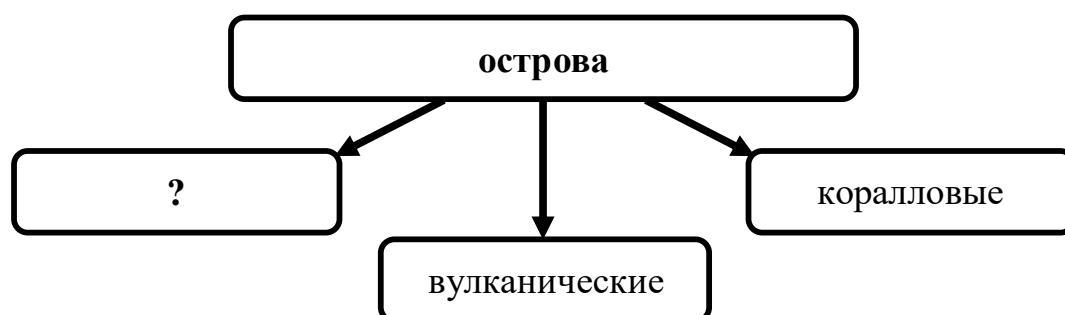 острова
?
коралловые
вулканические